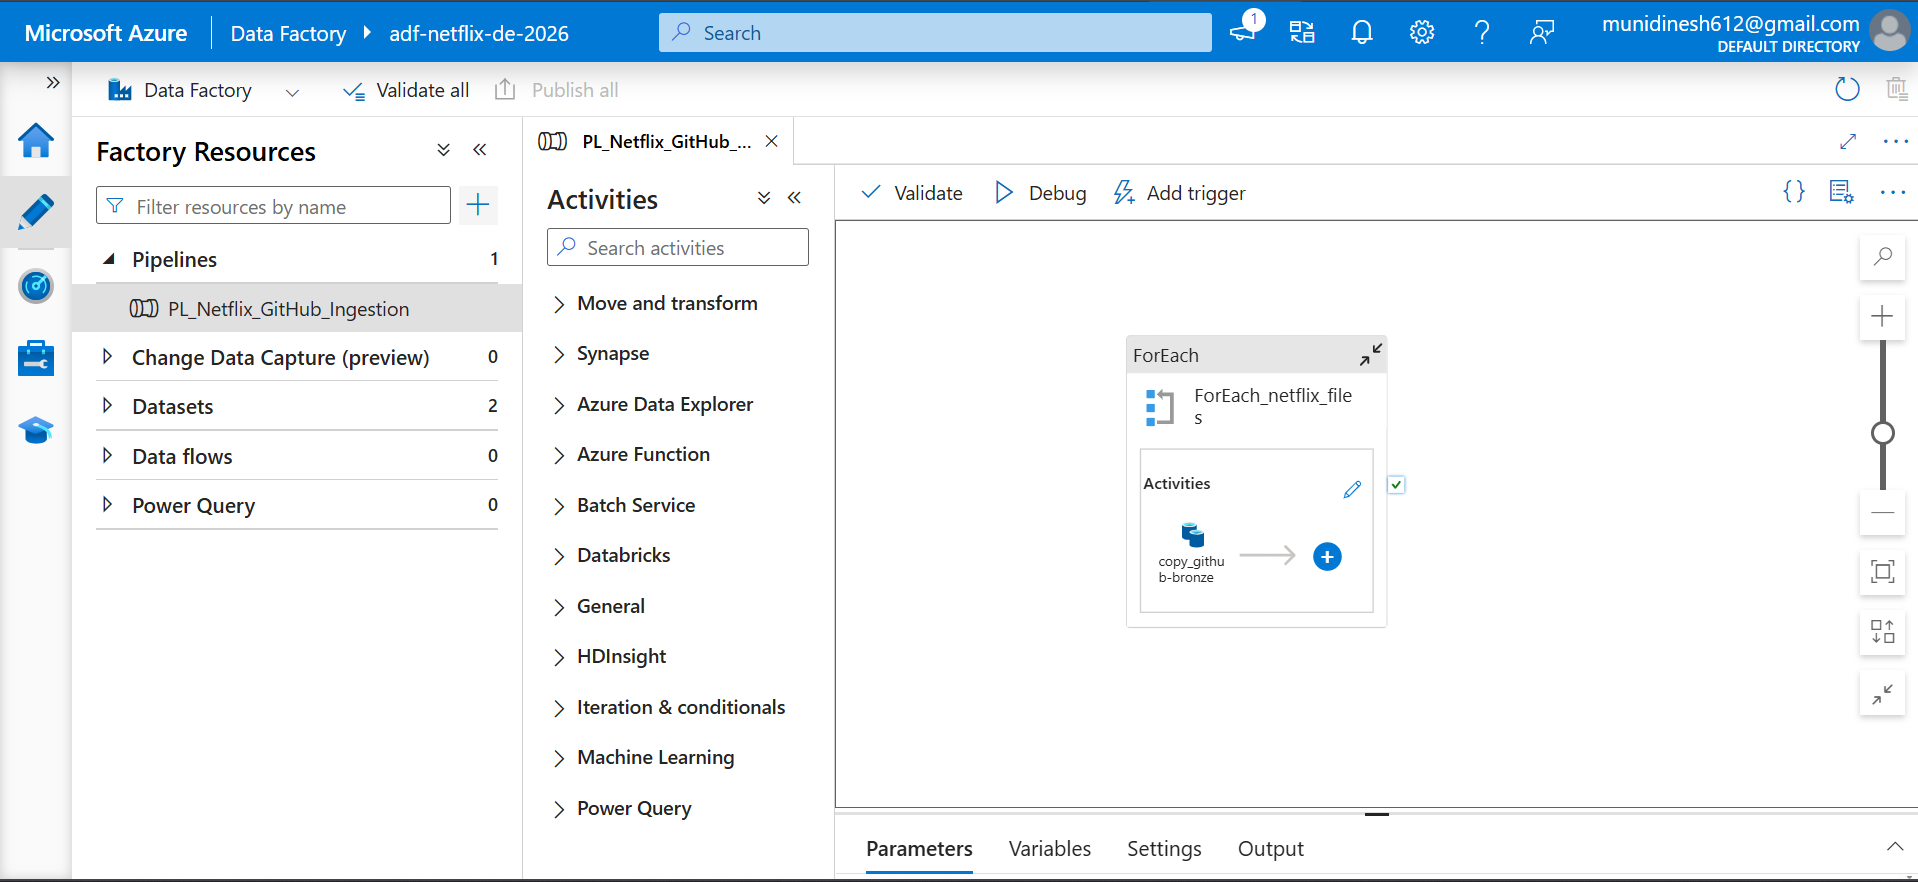 Microsoft Azure
Data Factory
adf-netflix-de-2026
Search
1
munidinesh612@gmail.com
DEFAULT DIRECTORY
Data Factory
Validate all
Publish all
Factory Resources
Filter resources by name
Pipelines 1
PL_Netflix_GitHub_Ingestion
Change Data Capture (preview) 0
Datasets 2
Data flows 0
Power Query 0
PL_Netflix_GitHub_...
Activities
Search activities
Move and transform
Synapse
Azure Data Explorer
Azure Function
Batch Service
Databricks
General
HDInsight
Iteration & conditionals
Machine Learning
Power Query
Validate
Debug
Add trigger
ForEach
ForEach_netflix_file
s
Activities
copy_githu
b-bronze
Parameters
Variables
Settings
Output